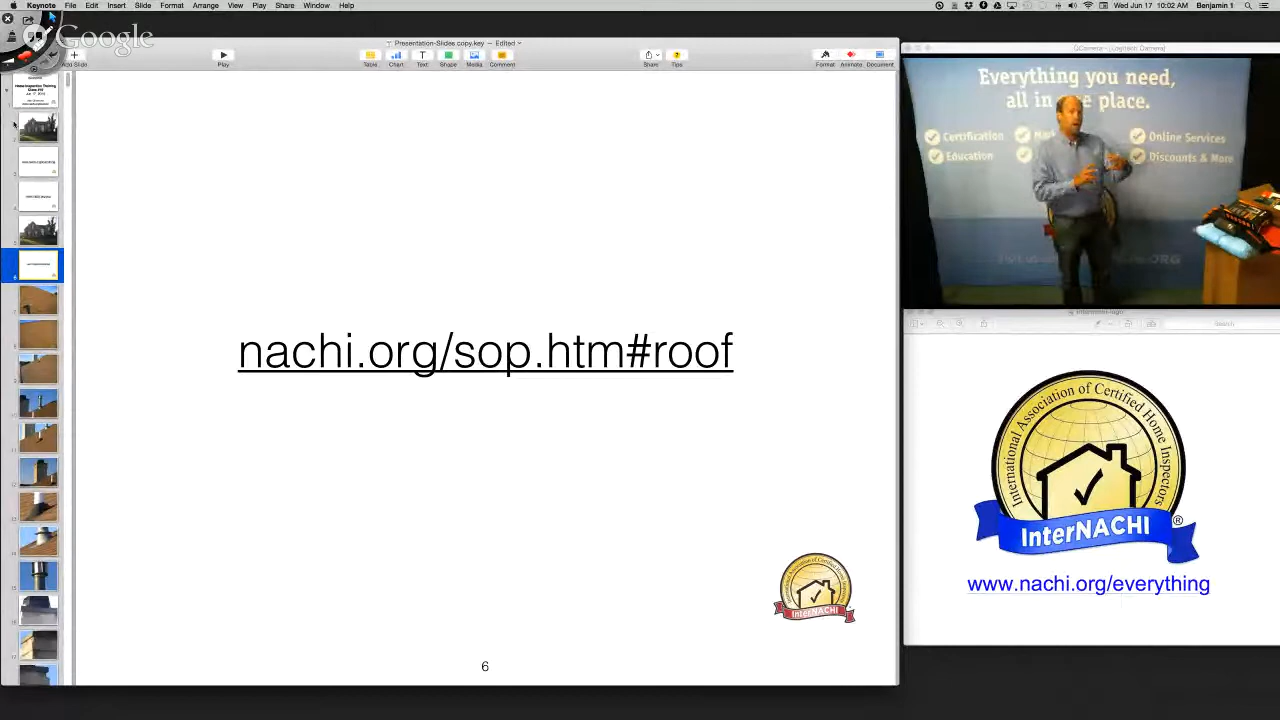 Keynote File Edit Insert Slide Format Arrange View Play Share Window Help
Wed Jun 17 10:02 AM Benjamin 1
Google
Presentation-Slides copy.key — Edited
Add Slide
Play
Table Chart Text Shape Media Comment
Share Tips
Format Animate Document
nachi.org/sop.htm#roof
InterNACHI
6
Everything you need,
all in place.
Certification
Education
Online Services
Discounts & More
Search
International Association of Certified Home Inspectors
InterNACHI®
www.nachi.org/everything